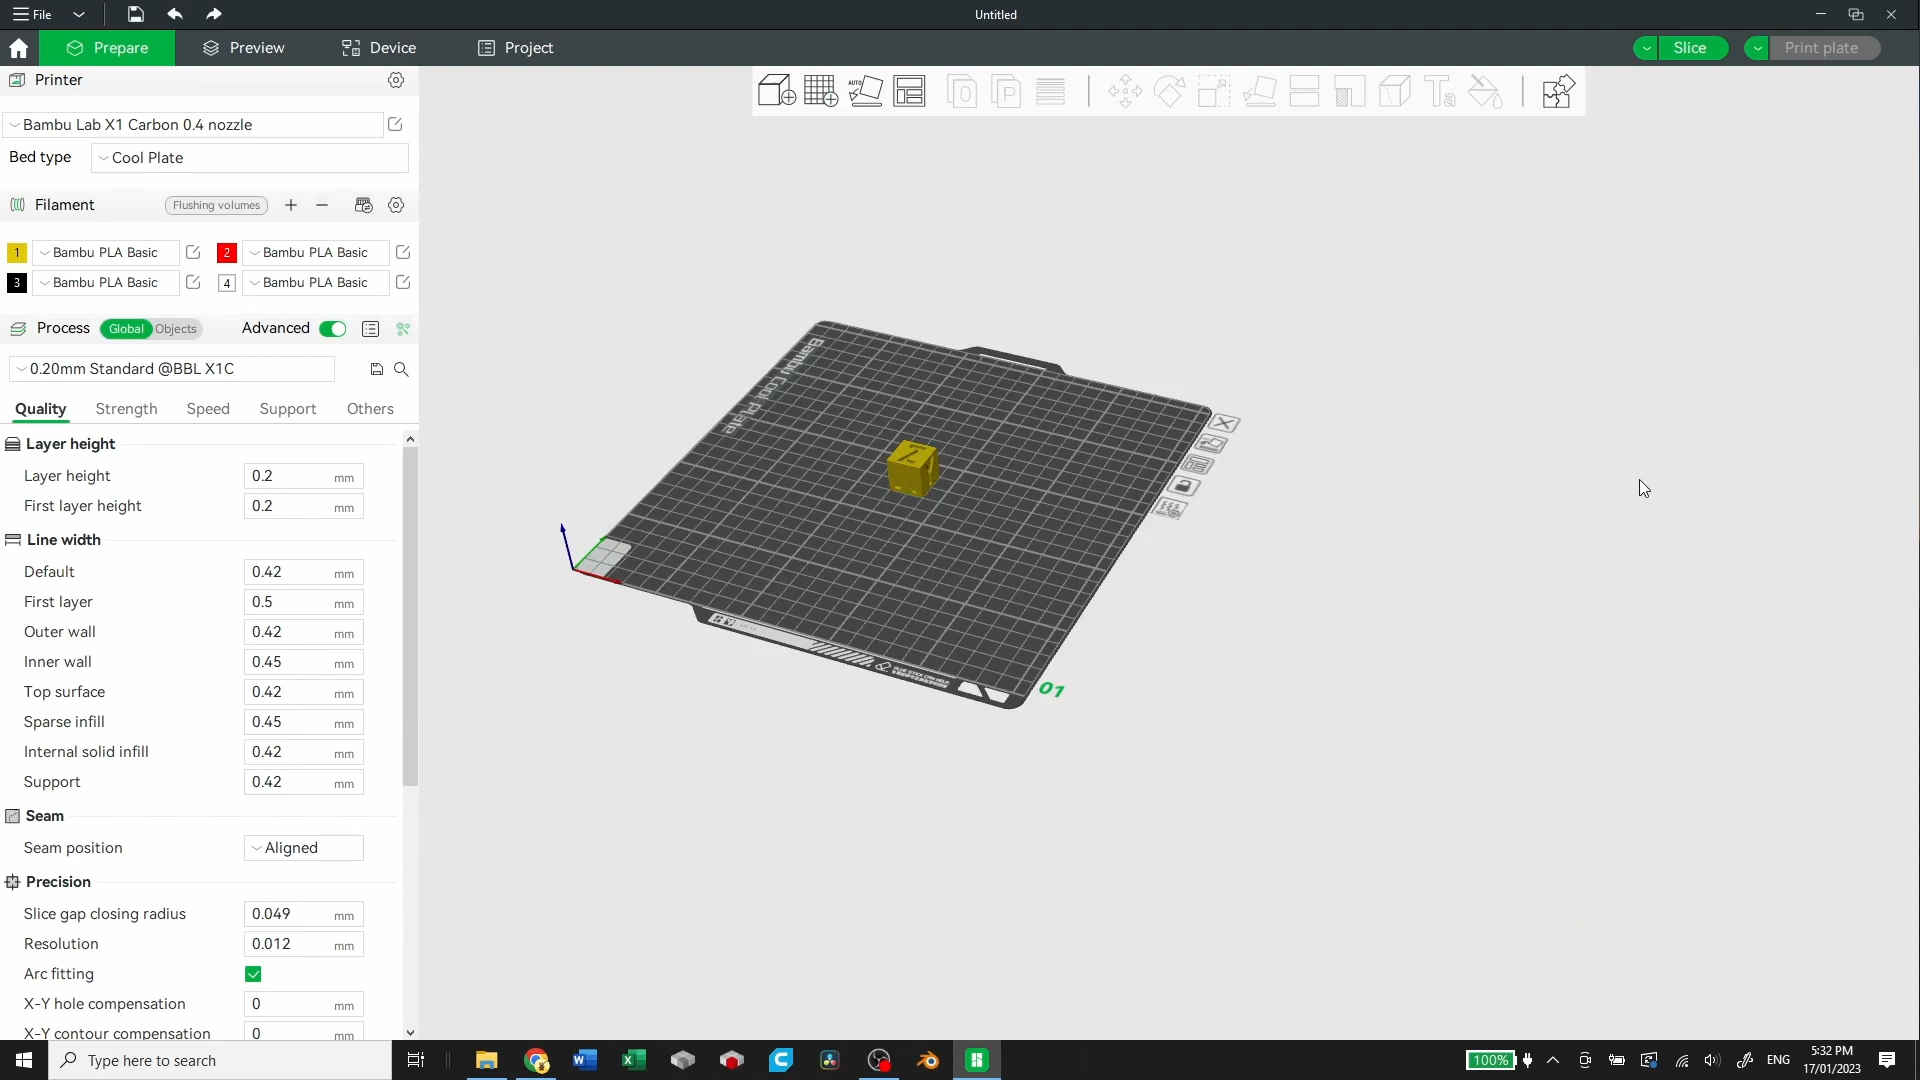 File
Untitled
Prepare
Preview
Device
Project
Slice
Print plate
Printer
Bambu Lab X1 Carbon 0.4 nozzle
Bed type
Cool Plate
Filament
Flushing volumes
1 Bambu PLA Basic
2 Bambu PLA Basic
3 Bambu PLA Basic
4 Bambu PLA Basic
Process
Global
Objects
Advanced
0.20mm Standard @BBL X1C
Quality
Strength
Speed
Support
Others
Layer height
Layer height 0.2 mm
First layer height 0.2 mm
Line width
Default 0.42 mm
First layer 0.5 mm
Outer wall 0.42 mm
Inner wall 0.45 mm
Top surface 0.42 mm
Sparse infill 0.45 mm
Internal solid infill 0.42 mm
Support 0.42 mm
Seam
Seam position Aligned
Precision
Slice gap closing radius 0.049 mm
Resolution 0.012 mm
Arc fitting
X-Y hole compensation 0 mm
X-Y contour compensation 0 mm
AUTO
Bambu Cool Plate
01
Type here to search
100%
ENG
5:32 PM
17/01/2023